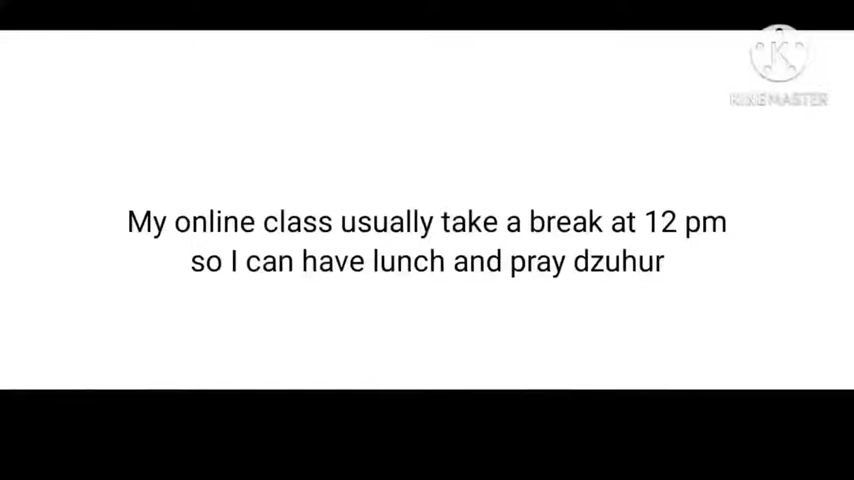 KINEMASTER
My online class usually take a break at 12 pm
so I can have lunch and pray dzuhur